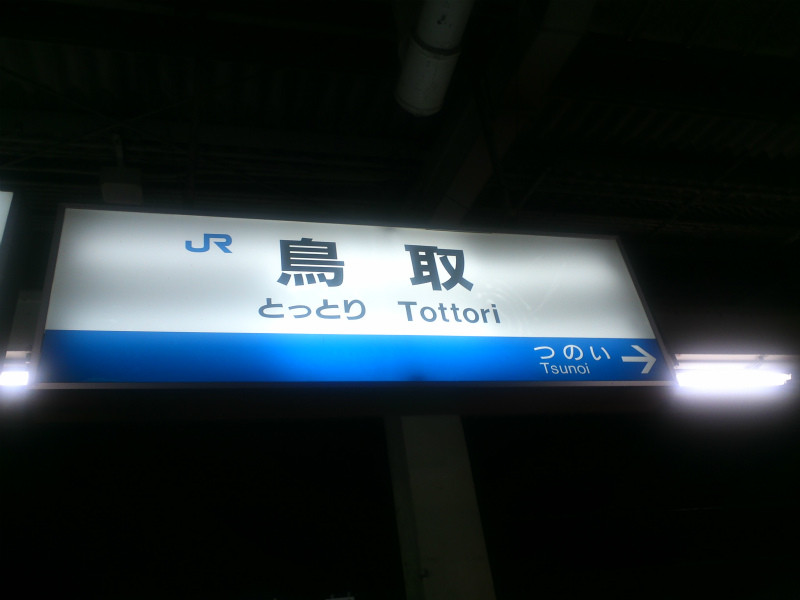 JR 鳥取
とっとり Tottori
つのい →
Tsunoi